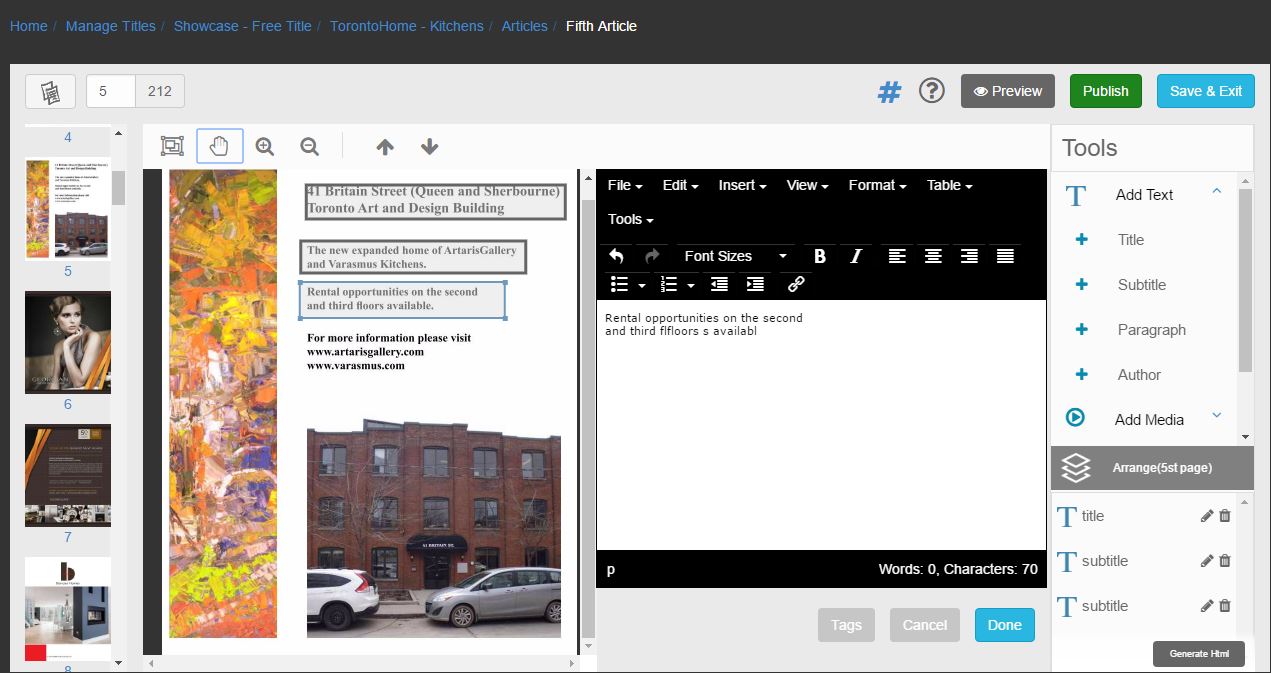 Home / Manage Titles / Showcase - Free Title / TorontoHome - Kitchens / Articles / Fifth Article
5 212
# ? Preview Publish Save & Exit
4
5
6
7
8
41 Britain Street (Queen and Sherbourne)
Toronto Art and Design Building
The new expanded home of ArtarisGallery
and Varasmus Kitchens.
Rental opportunities on the second
and third floors available.
For more information please visit
www.artarisgallery.com
www.varasmus.com
41 BRITAIN ST.
File Edit Insert View Format Table
Tools
Font Sizes B I
Rental opportunities on the second
and third flfloors s availabl
p Words: 0, Characters: 70
Tags Cancel Done
Tools
T Add Text
+ Title
+ Subtitle
+ Paragraph
+ Author
Add Media
Arrange(5st page)
T title
T subtitle
T subtitle
Generate Html